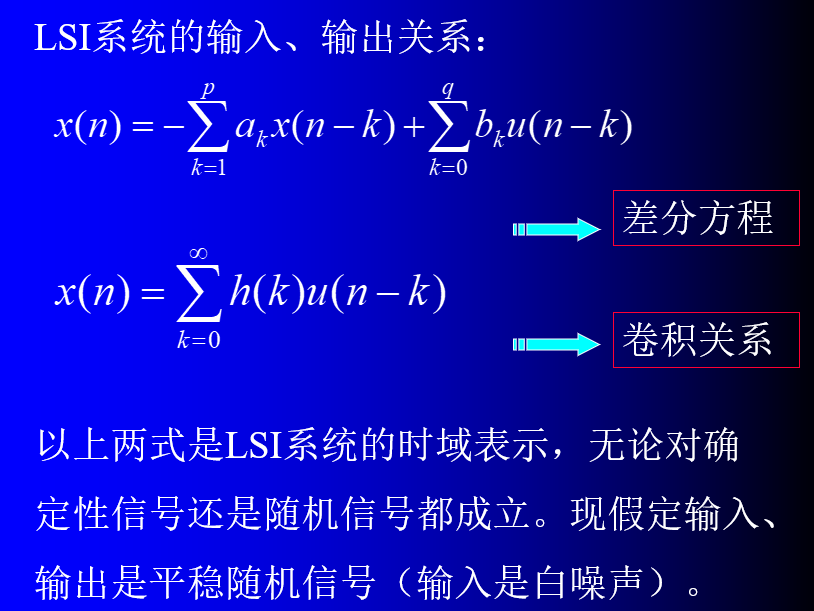 LSI系统的输入、输出关系：
x(n) = −∑_{k=1}^{p} a_k x(n − k) + ∑_{k=0}^{q} b_k u(n − k)
差分方程
x(n) = ∑_{k=0}^{∞} h(k)u(n − k)
卷积关系
以上两式是LSI系统的时域表示，无论对确
定性信号还是随机信号都成立。现假定输入、
输出是平稳随机信号（输入是白噪声）。